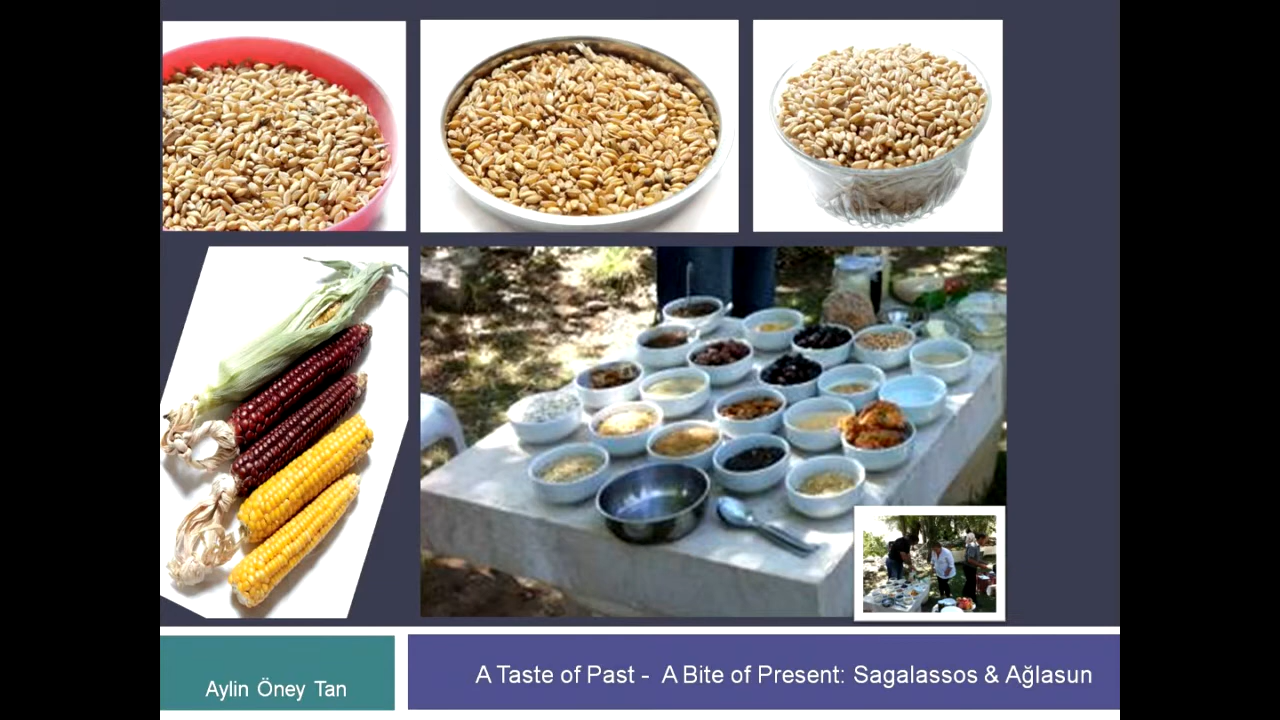 Aylin Öney Tan
A Taste of Past - A Bite of Present: Sagalassos & Ağlasun